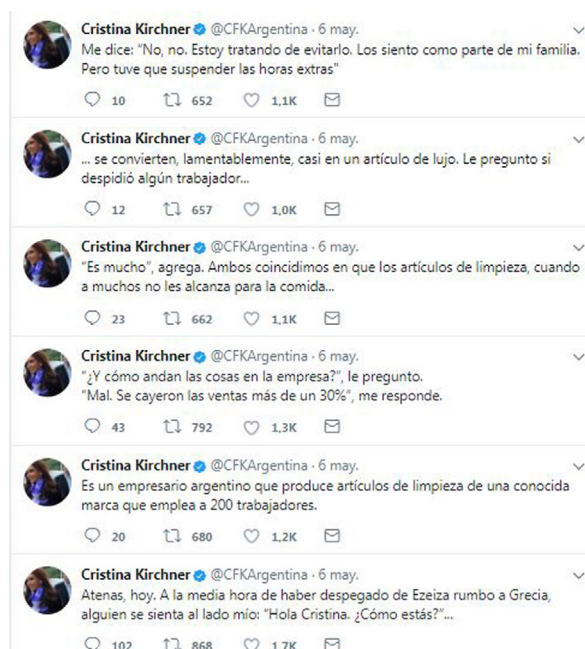 Cristina Kirchner @CFKArgentina · 6 may.
Me dice: "No, no. Estoy tratando de evitarlo. Los siento como parte de mi familia.
Pero tuve que suspender las horas extras"
10 652 1,1K
Cristina Kirchner @CFKArgentina · 6 may.
... se convierten, lamentablemente, casi en un artículo de lujo. Le pregunto si
despidió algún trabajador...
12 657 1,0K
Cristina Kirchner @CFKArgentina · 6 may.
"Es mucho", agrega. Ambos coincidimos en que los artículos de limpieza, cuando
a muchos no les alcanza para la comida...
23 662 1,1K
Cristina Kirchner @CFKArgentina · 6 may.
"¿Y cómo andan las cosas en la empresa?", le pregunto.
"Mal. Se cayeron las ventas más de un 30%", me responde.
43 792 1,3K
Cristina Kirchner @CFKArgentina · 6 may.
Es un empresario argentino que produce artículos de limpieza de una conocida
marca que emplea a 200 trabajadores.
20 680 1,2K
Cristina Kirchner @CFKArgentina · 6 may.
Atenas, hoy. A la media hora de haber despegado de Ezeiza rumbo a Grecia,
alguien se sienta al lado mío: "Hola Cristina. ¿Cómo estás?"...
102 868 1,7K